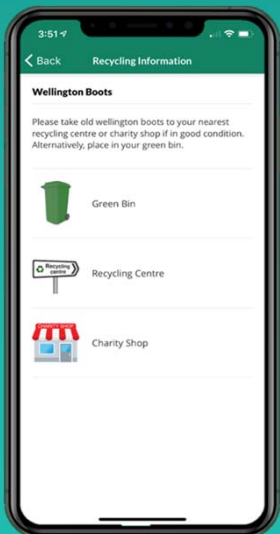 3:51
Back Recycling Information
Wellington Boots
Please take old wellington boots to your nearest
recycling centre or charity shop if in good condition.
Alternatively, place in your green bin.
Green Bin
Recycling
centre
Recycling Centre
CHARITY SHOP
Charity Shop